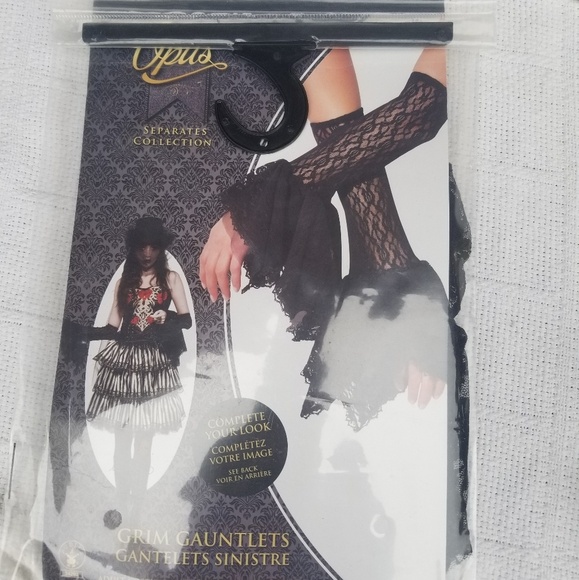 Opus
SEPARATES
COLLECTION
COMPLETE
YOUR LOOK
COMPLÉTEZ
VOTRE IMAGE
SEE BACK
VOIR EN ARRIÈRE
GRIM GAUNTLETS
GANTELETS SINISTRE